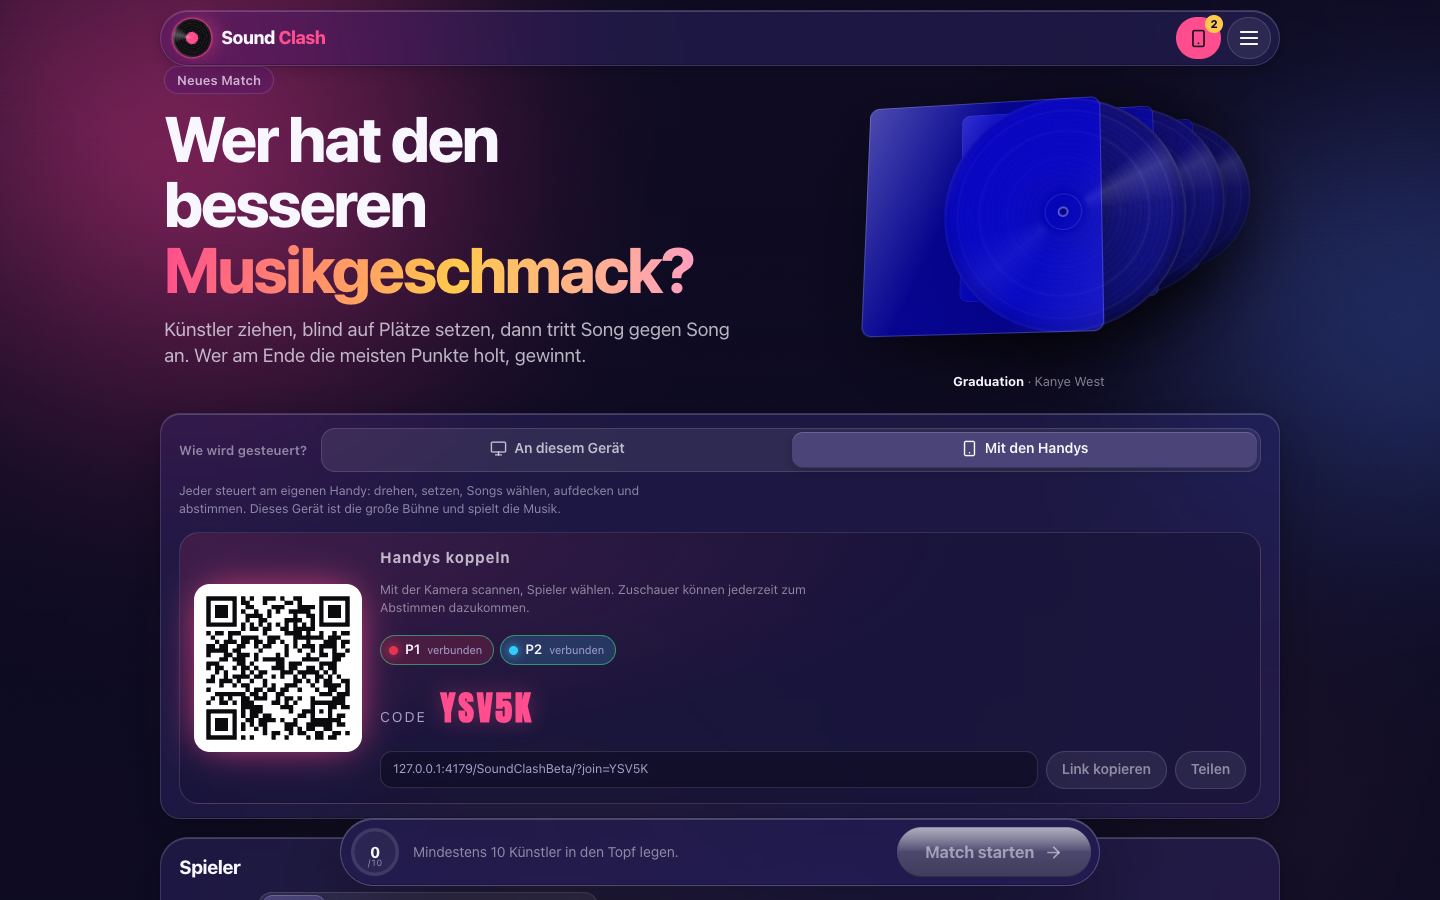 Sound Clash
2
Neues Match
Wer hat den
besseren
Musikgeschmack?
Künstler ziehen, blind auf Plätze setzen, dann tritt Song gegen Song
an. Wer am Ende die meisten Punkte holt, gewinnt.
Graduation · Kanye West
Wie wird gesteuert?
An diesem Gerät
Mit den Handys
Jeder steuert am eigenen Handy: drehen, setzen, Songs wählen, aufdecken und
abstimmen. Dieses Gerät ist die große Bühne und spielt die Musik.
Handys koppeln
Mit der Kamera scannen, Spieler wählen. Zuschauer können jederzeit zum
Abstimmen dazukommen.
P1 verbunden
P2 verbunden
CODE YSV5K
127.0.0.1:4179/SoundClashBeta/?join=YSV5K
Link kopieren
Teilen
0
/10
Mindestens 10 Künstler in den Topf legen.
Match starten
Spieler